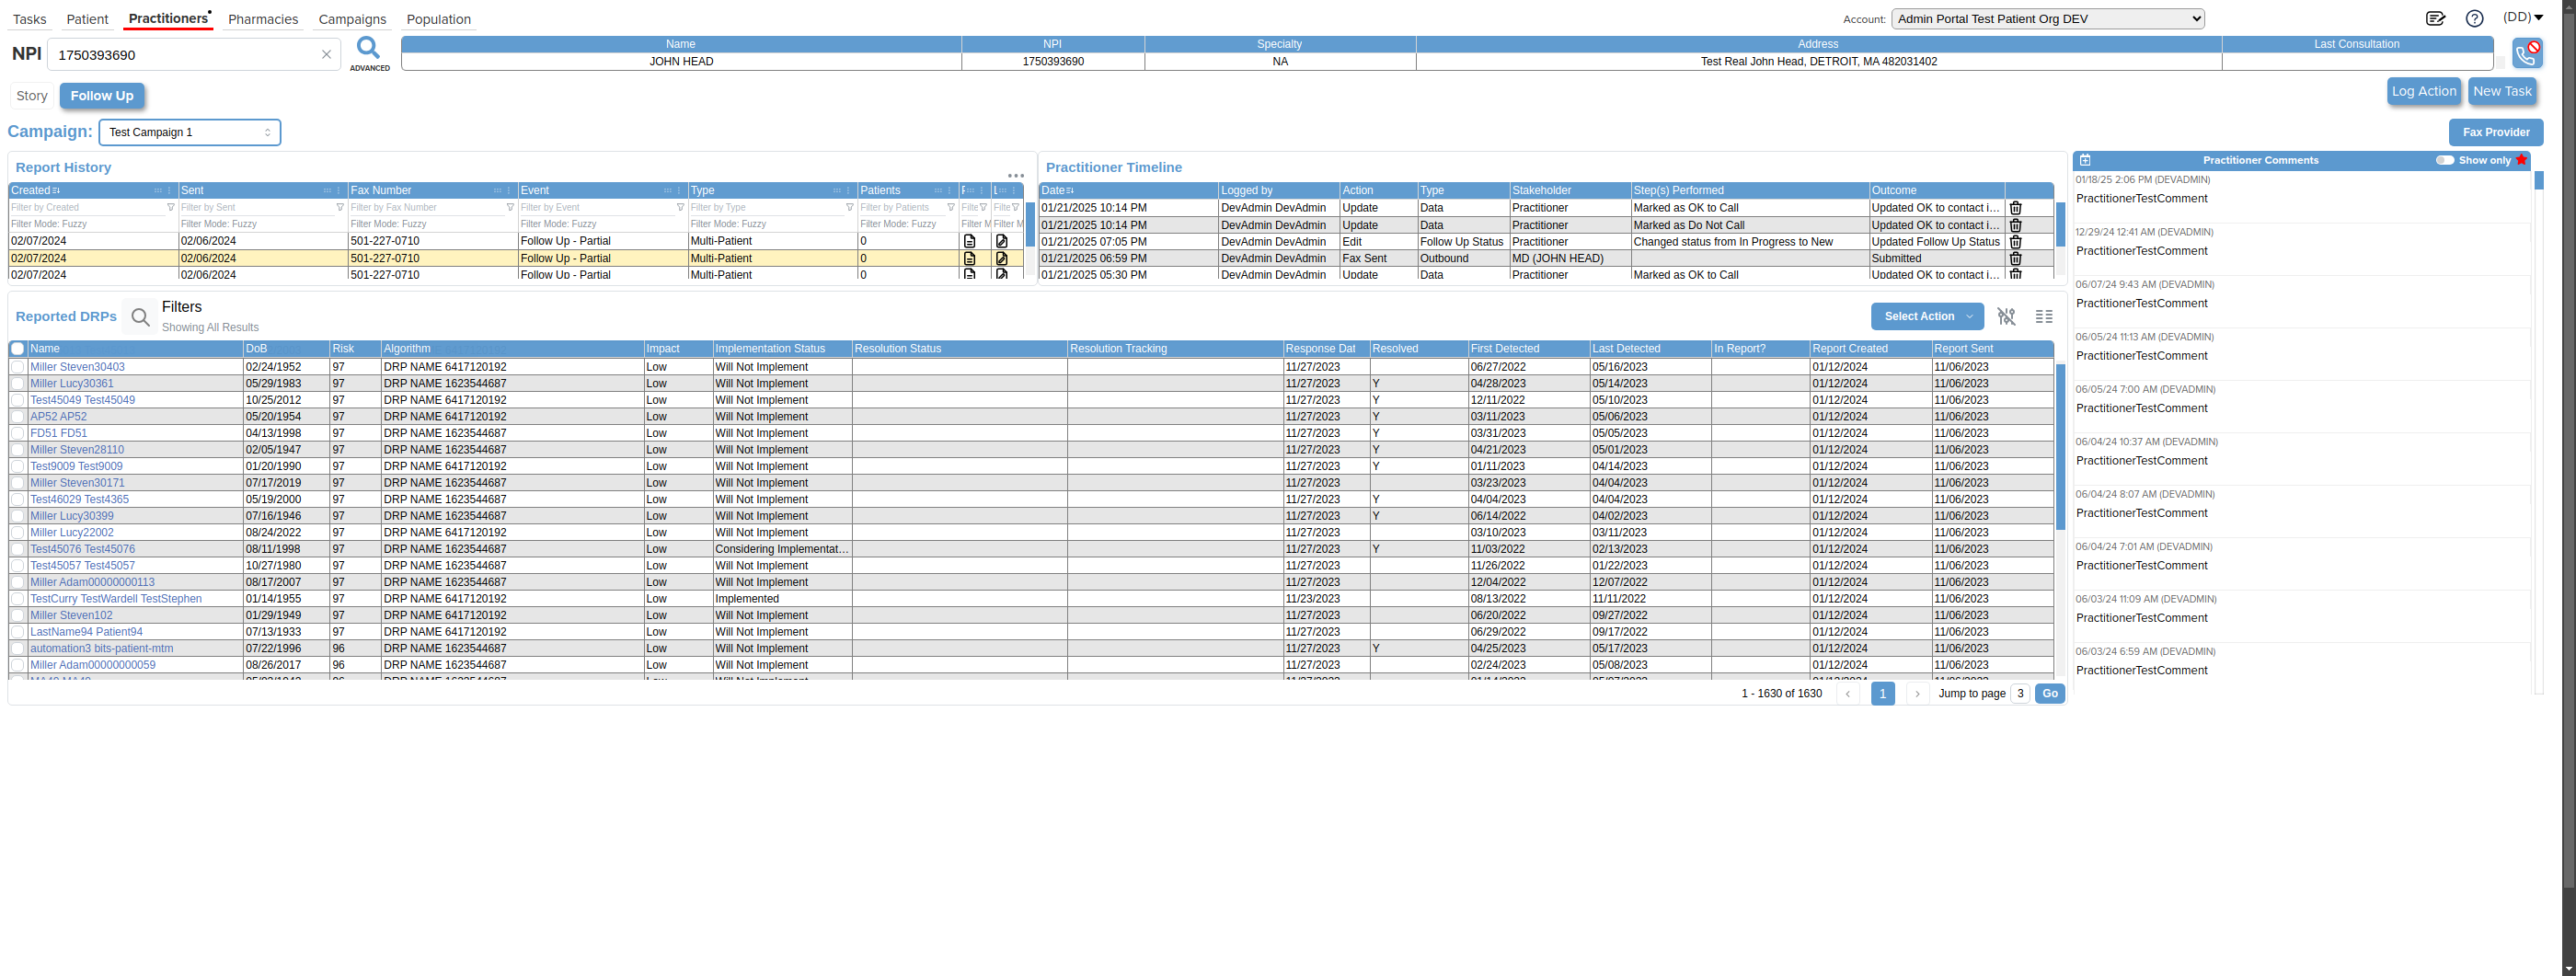 Tasks Patient Practitioners Pharmacies Campaigns Population Account: Admin Portal Test Patient Org DEV (DD)
NPI 1750393690 ADVANCED
Name NPI Specialty Address Last Consultation
JOHN HEAD 1750393690 NA Test Real John Head, DETROIT, MA 482031402
Story Follow Up Log Action New Task
Campaign: Test Campaign 1 Fax Provider
Report History
Created Sent Fax Number Event Type Patients
Filter by Created Filter by Sent Filter by Fax Number Filter by Event Filter by Type Filter by Patients Filte Filte
Filter Mode: Fuzzy Filter Mode: Fuzzy Filter Mode: Fuzzy Filter Mode: Fuzzy Filter Mode: Fuzzy Filter Mode: Fuzzy Filter M Filter M
02/07/2024 02/06/2024 501-227-0710 Follow Up - Partial Multi-Patient 0
02/07/2024 02/06/2024 501-227-0710 Follow Up - Partial Multi-Patient 0
02/07/2024 02/06/2024 501-227-0710 Follow Up - Partial Multi-Patient 0
Practitioner Timeline
Date Logged by Action Type Stakeholder Step(s) Performed Outcome
01/21/2025 10:14 PM DevAdmin DevAdmin Update Data Practitioner Marked as OK to Call Updated OK to contact i...
01/21/2025 10:14 PM DevAdmin DevAdmin Update Data Practitioner Marked as Do Not Call Updated OK to contact i...
01/21/2025 07:05 PM DevAdmin DevAdmin Edit Follow Up Status Practitioner Changed status from In Progress to New Updated Follow Up Status
01/21/2025 06:59 PM DevAdmin DevAdmin Fax Sent Outbound MD (JOHN HEAD) Submitted
01/21/2025 05:30 PM DevAdmin DevAdmin Update Data Practitioner Marked as OK to Call Updated OK to contact i...
Practitioner Comments Show only
01/18/25 2:06 PM (DEVADMIN)
PractitionerTestComment
12/29/24 12:41 AM (DEVADMIN)
PractitionerTestComment
06/07/24 9:43 AM (DEVADMIN)
PractitionerTestComment
06/05/24 11:13 AM (DEVADMIN)
PractitionerTestComment
06/05/24 7:00 AM (DEVADMIN)
PractitionerTestComment
06/04/24 10:37 AM (DEVADMIN)
PractitionerTestComment
06/04/24 8:07 AM (DEVADMIN)
PractitionerTestComment
06/04/24 7:01 AM (DEVADMIN)
PractitionerTestComment
06/03/24 11:09 AM (DEVADMIN)
PractitionerTestComment
06/03/24 6:59 AM (DEVADMIN)
PractitionerTestComment
Reported DRPs Filters
Showing All Results
Select Action
Name DoB Risk Algorithm Impact Implementation Status Resolution Status Resolution Tracking Response Dat Resolved First Detected Last Detected In Report? Report Created Report Sent
Miller Steven30403 02/24/1952 97 DRP NAME 6417120192 Low Will Not Implement 11/27/2023 06/27/2022 05/16/2023 01/12/2024 11/06/2023
Miller Lucy30361 05/29/1983 97 DRP NAME 1623544687 Low Will Not Implement 11/27/2023 Y 04/28/2023 05/14/2023 01/12/2024 11/06/2023
Test45049 Test45049 10/25/2012 97 DRP NAME 6417120192 Low Will Not Implement 11/27/2023 Y 12/11/2022 05/10/2023 01/12/2024 11/06/2023
AP52 AP52 05/20/1954 97 DRP NAME 6417120192 Low Will Not Implement 11/27/2023 Y 03/11/2023 05/06/2023 01/12/2024 11/06/2023
FD51 FD51 04/13/1998 97 DRP NAME 1623544687 Low Will Not Implement 11/27/2023 Y 03/31/2023 05/05/2023 01/12/2024 11/06/2023
Miller Steven28110 02/05/1947 97 DRP NAME 1623544687 Low Will Not Implement 11/27/2023 Y 04/21/2023 05/01/2023 01/12/2024 11/06/2023
Test9009 Test9009 01/20/1990 97 DRP NAME 6417120192 Low Will Not Implement 11/27/2023 Y 01/11/2023 04/14/2023 01/12/2024 11/06/2023
Miller Steven30171 07/17/2019 97 DRP NAME 1623544687 Low Will Not Implement 11/27/2023 03/23/2023 04/04/2023 01/12/2024 11/06/2023
Test46029 Test4365 05/19/2000 97 DRP NAME 1623544687 Low Will Not Implement 11/27/2023 Y 04/04/2023 04/04/2023 01/12/2024 11/06/2023
Miller Lucy30399 07/16/1946 97 DRP NAME 1623544687 Low Will Not Implement 11/27/2023 Y 06/14/2022 04/02/2023 01/12/2024 11/06/2023
Miller Lucy22002 08/24/2022 97 DRP NAME 6417120192 Low Will Not Implement 11/27/2023 03/10/2023 03/11/2023 01/12/2024 11/06/2023
Test45076 Test45076 08/11/1998 97 DRP NAME 1623544687 Low Considering Implementat... 11/27/2023 Y 11/03/2022 02/13/2023 01/12/2024 11/06/2023
Test45057 Test45057 10/27/1980 97 DRP NAME 1623544687 Low Will Not Implement 11/27/2023 11/26/2022 01/22/2023 01/12/2024 11/06/2023
Miller Adam00000000113 08/17/2007 97 DRP NAME 1623544687 Low Will Not Implement 11/27/2023 12/04/2022 12/07/2022 01/12/2024 11/06/2023
TestCurry TestWardell TestStephen 01/14/1955 97 DRP NAME 6417120192 Low Implemented 11/23/2023 08/13/2022 11/11/2022 01/12/2024 11/06/2023
Miller Steven102 01/29/1949 97 DRP NAME 6417120192 Low Will Not Implement 11/27/2023 06/20/2022 09/27/2022 01/12/2024 11/06/2023
LastName94 Patient94 07/13/1933 97 DRP NAME 6417120192 Low Will Not Implement 11/27/2023 06/29/2022 09/17/2022 01/12/2024 11/06/2023
automation3 bits-patient-mtm 07/22/1996 96 DRP NAME 1623544687 Low Will Not Implement 11/27/2023 Y 04/25/2023 05/17/2023 01/12/2024 11/06/2023
Miller Adam00000000059 08/26/2017 96 DRP NAME 1623544687 Low Will Not Implement 11/27/2023 02/24/2023 05/08/2023 01/12/2024 11/06/2023
1 - 1630 of 1630 1 Jump to page 3 Go